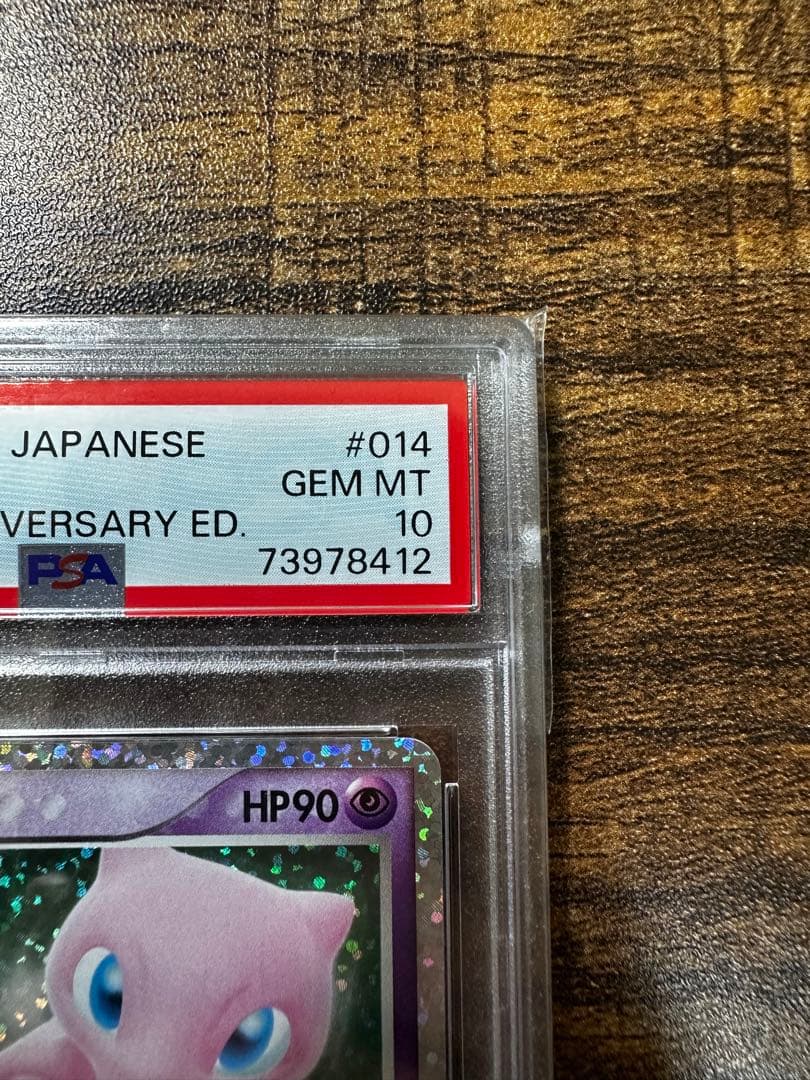 JAPANESE #014
GEM MT
VERSARY ED. 10
PSA 73978412
HP90